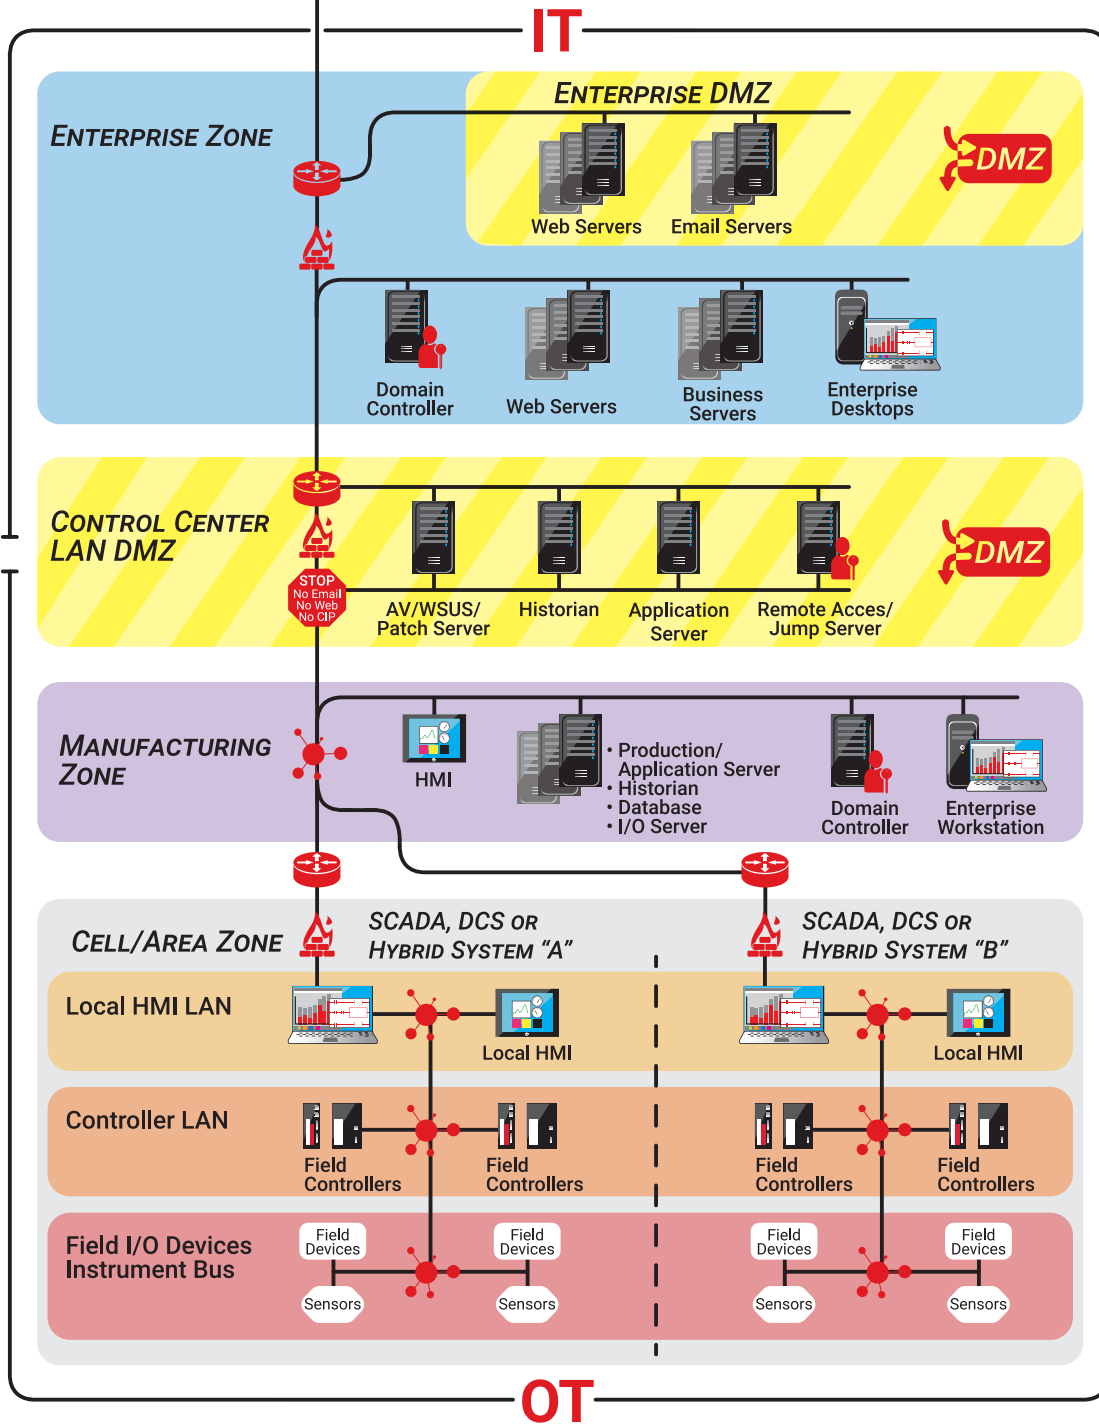 IT
ENTERPRISE DMZ
ENTERPRISE ZONE
DMZ
Web Servers
Email Servers
Domain
Controller
Web Servers
Business
Servers
Enterprise
Desktops
CONTROL CENTER
LAN DMZ
DMZ
STOP
No Email
No Web
No CIP
AV/WSUS/
Patch Server
Historian
Application
Server
Remote Acces/
Jump Server
MANUFACTURING
ZONE
HMI
• Production/
Application Server
• Historian
• Database
• I/O Server
Domain
Controller
Enterprise
Workstation
CELL/AREA ZONE
SCADA, DCS OR
HYBRID SYSTEM “A”
SCADA, DCS OR
HYBRID SYSTEM “B”
Local HMI LAN
Local HMI
Local HMI
Controller LAN
Field
Controllers
Field
Controllers
Field
Controllers
Field
Controllers
Field I/O Devices
Instrument Bus
Field
Devices
Field
Devices
Field
Devices
Field
Devices
Sensors
Sensors
Sensors
Sensors
OT